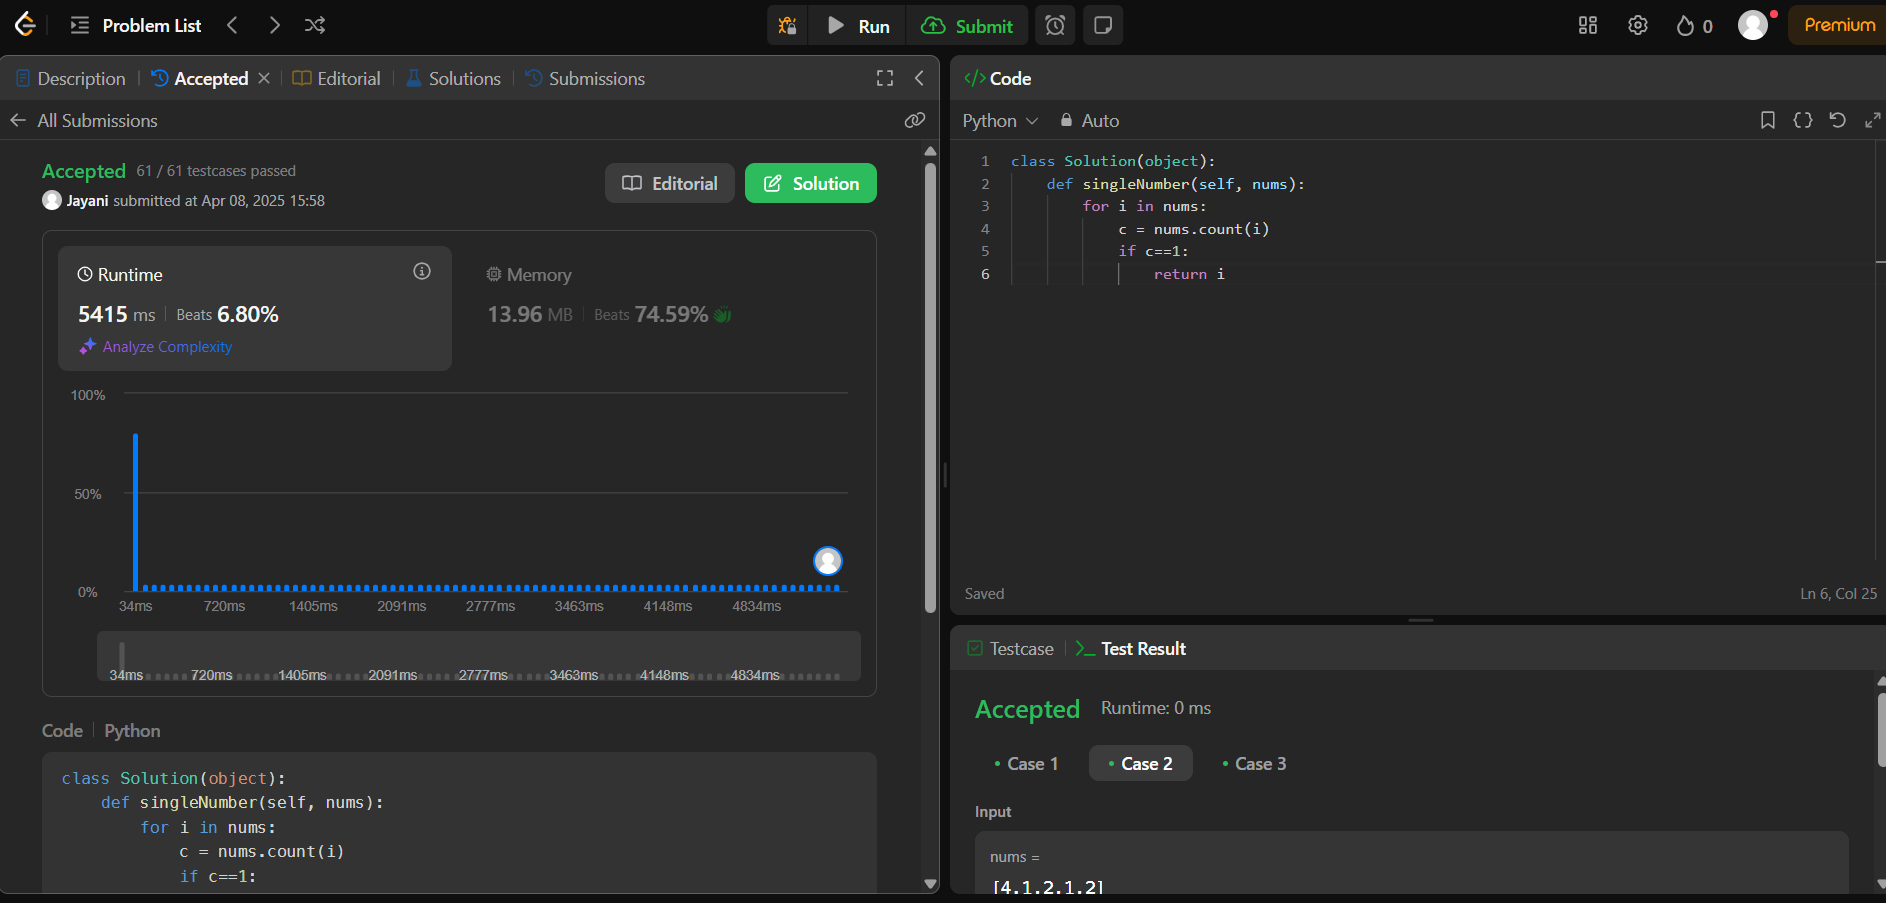 Problem List
Run
Submit
0
Premium
Description
Accepted
Editorial
Solutions
Submissions
All Submissions
Accepted 61 / 61 testcases passed
Jayani submitted at Apr 08, 2025 15:58
Editorial
Solution
Runtime
5415 ms Beats 6.80%
Analyze Complexity
Memory
13.96 MB Beats 74.59%
100%
50%
0%
34ms 720ms 1405ms 2091ms 2777ms 3463ms 4148ms 4834ms
34ms 720ms 1405ms 2091ms 2777ms 3463ms 4148ms 4834ms
Code Python
class Solution(object):
def singleNumber(self, nums):
for i in nums:
c = nums.count(i)
if c==1:
</> Code
Python Auto
1 class Solution(object):
2 def singleNumber(self, nums):
3 for i in nums:
4 c = nums.count(i)
5 if c==1:
6 return i
Saved
Ln 6, Col 25
Testcase
Test Result
Accepted Runtime: 0 ms
Case 1 Case 2 Case 3
Input
nums =
[4,1,2,1,2]